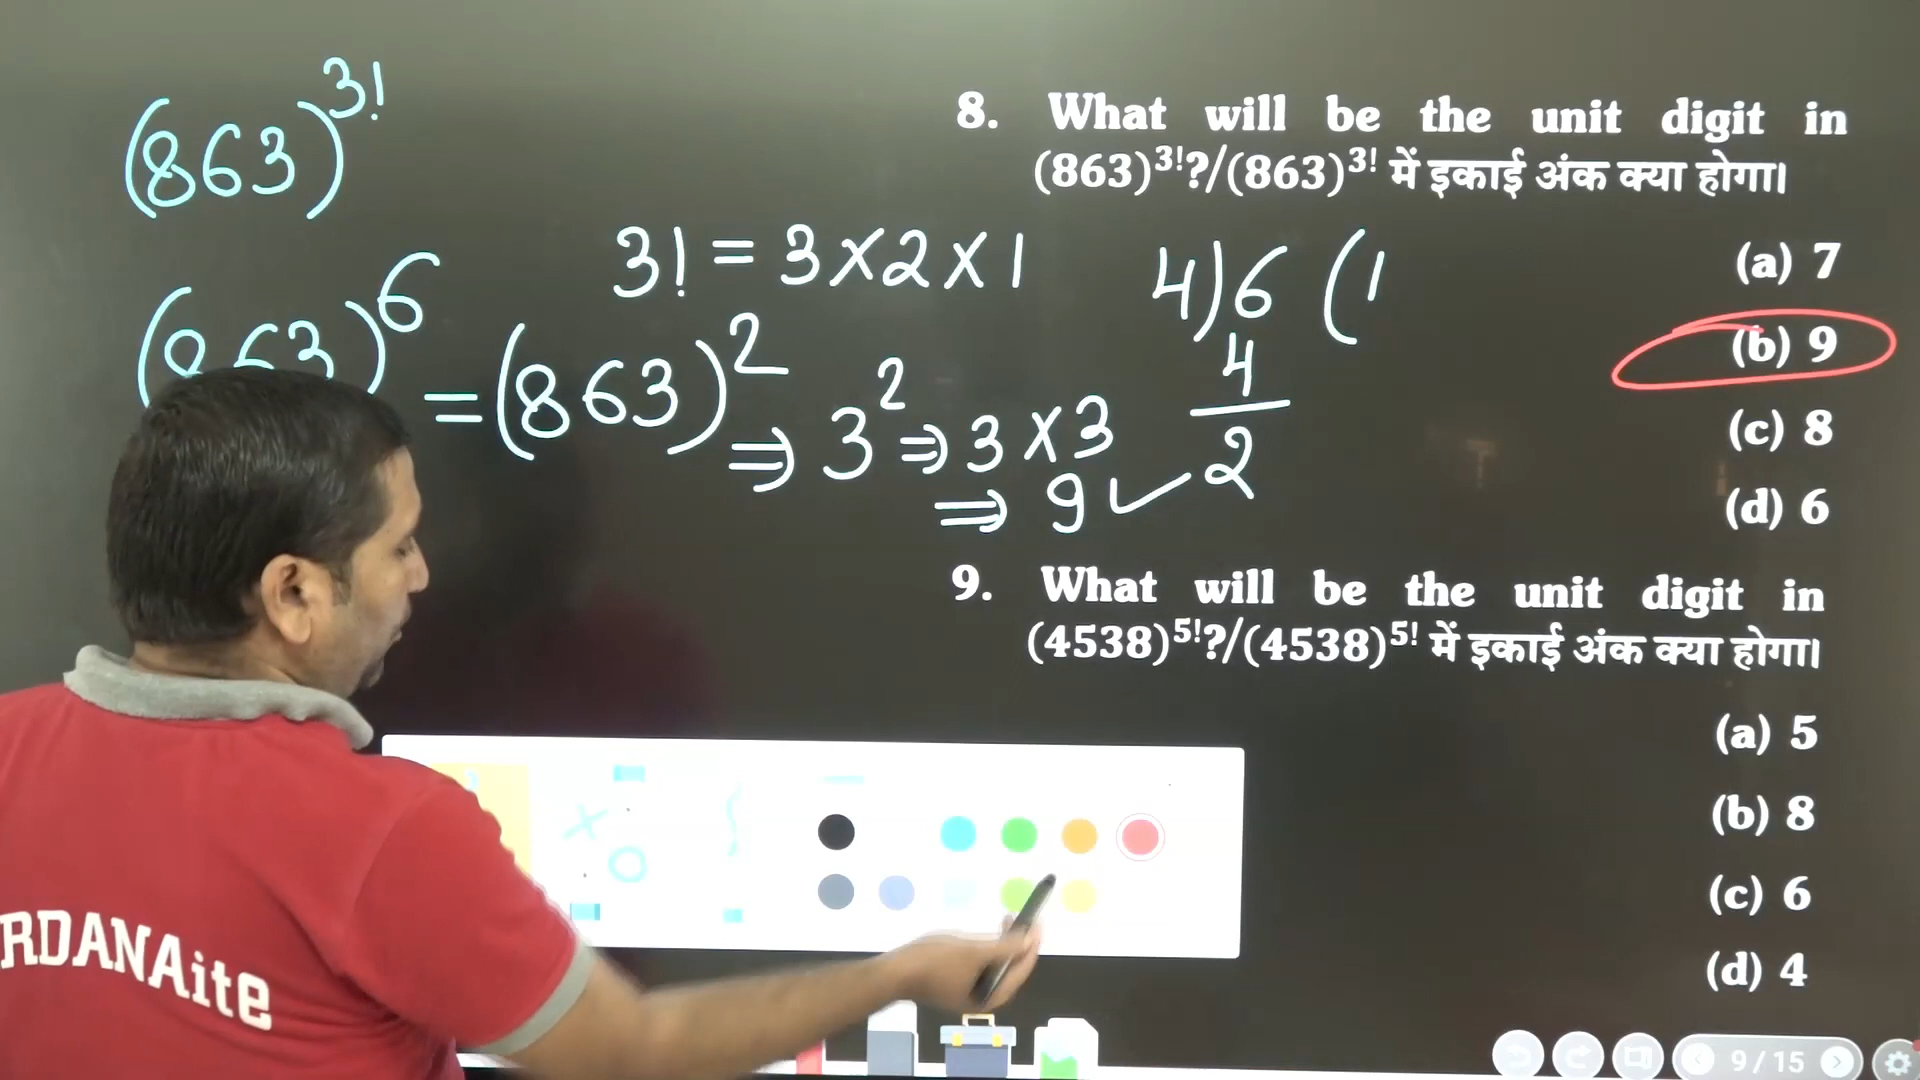 (863)^3!
3! = 3×2×1
(863)^6 = (863)^2
⇒ 3^2 ⇒ 3×3
⇒ 9 ✓
4)6(1
4
2
8. What will be the unit digit in
(863)^3!?/(863)^3! में इकाई अंक क्या होगा।
(a) 7
(b) 9
(c) 8
(d) 6
9. What will be the unit digit in
(4538)^5!?/(4538)^5! में इकाई अंक क्या होगा।
(a) 5
(b) 8
(c) 6
(d) 4
RDANAite
9 / 15